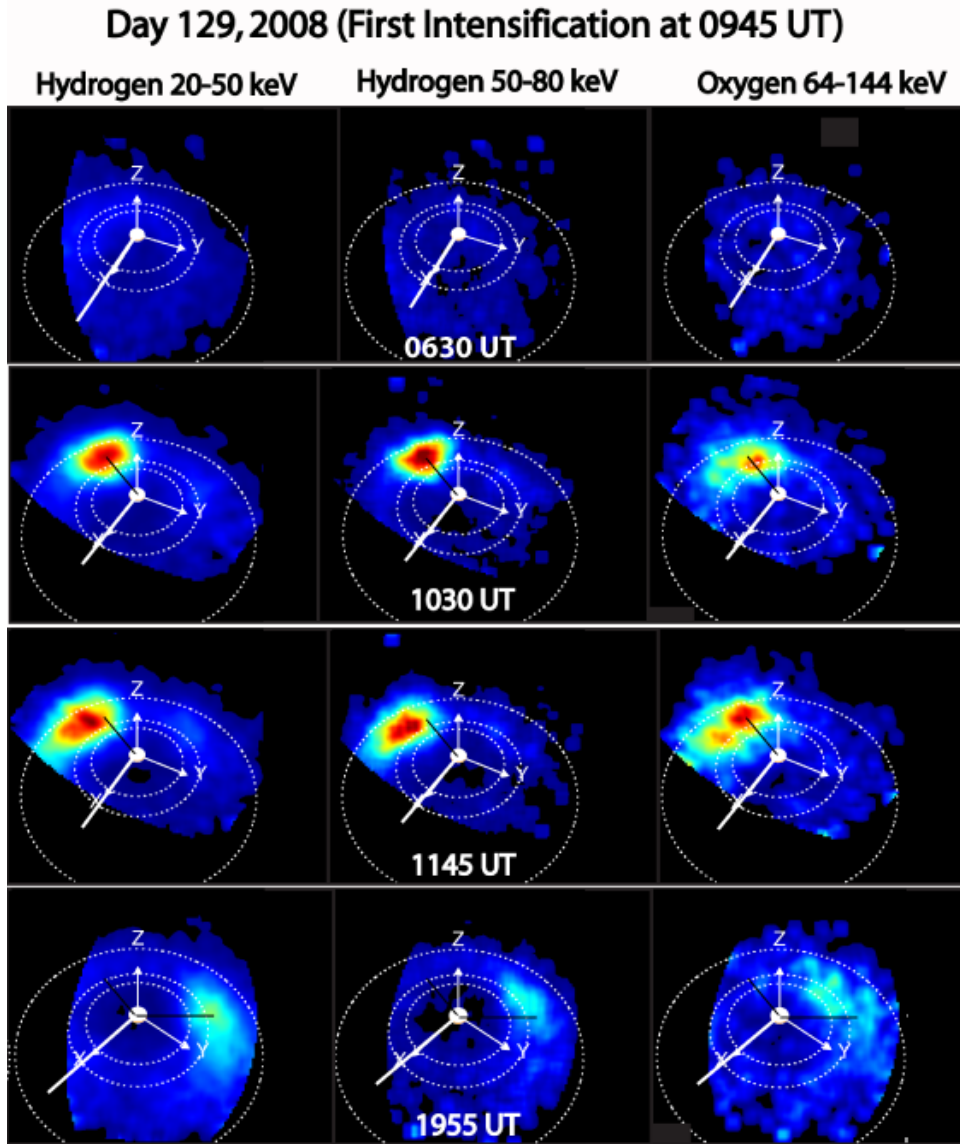 Day 129, 2008 (First Intensification at 0945 UT)
Hydrogen 20-50 keV Hydrogen 50-80 keV Oxygen 64-144 keV
Z Z Z
Y Y Y
X X X
0630 UT
Z Z Z
Y Y Y
X X X
1030 UT
Z Z Z
Y Y Y
X X X
1145 UT
Z Z Z
Y Y Y
X X X
1955 UT